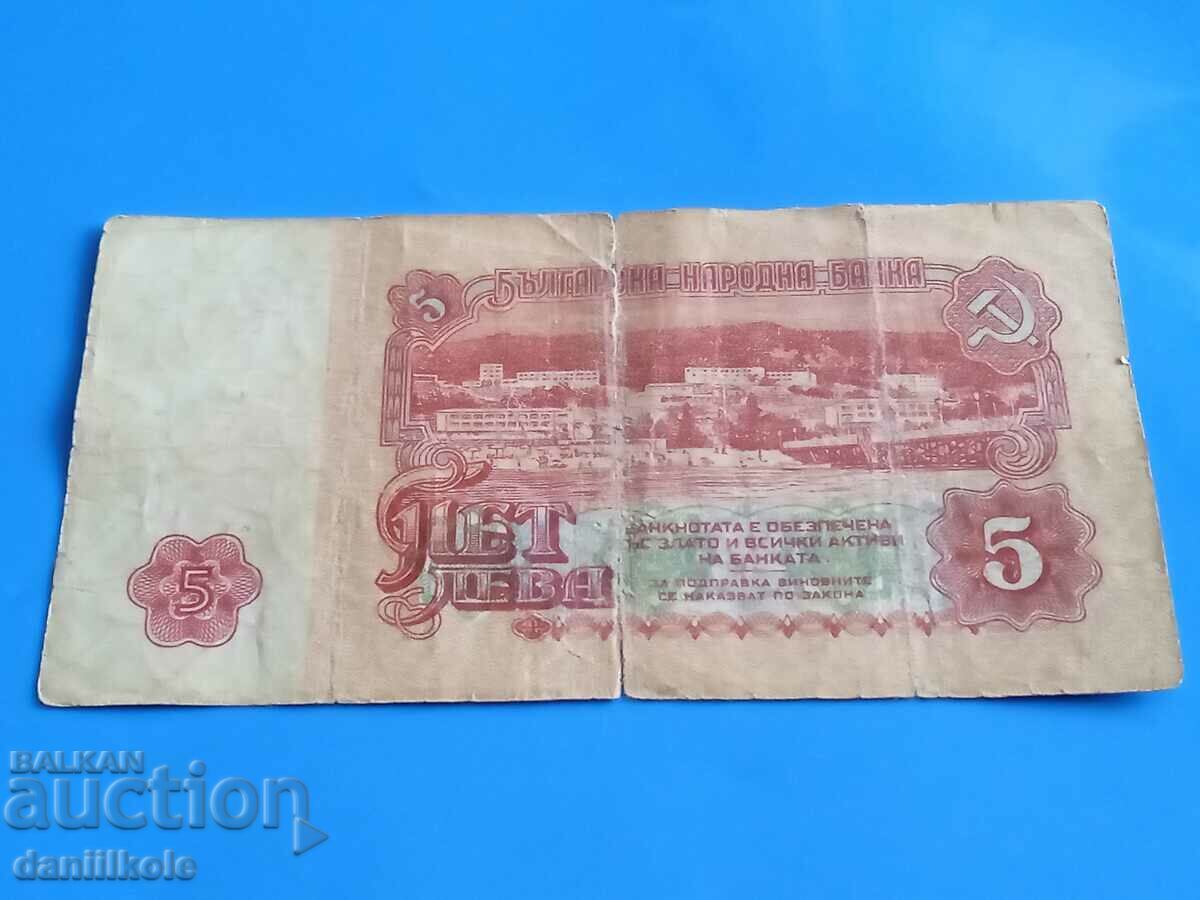 БЪЛГАРСКА НАРОДНА БАНКА
5
ПЕТ
ЛЕВА
БАНКНОТАТА Е ОБЕЗПЕЧЕНА
СЪС ЗЛАТО И ВСИЧКИ АКТИВИ
НА БАНКАТА.
ЗА ПОДПРАВКА ВИНОВНИТЕ
СЕ НАКАЗВАТ ПО ЗАКОНА
5
5
BALKAN
auction
daniilkole